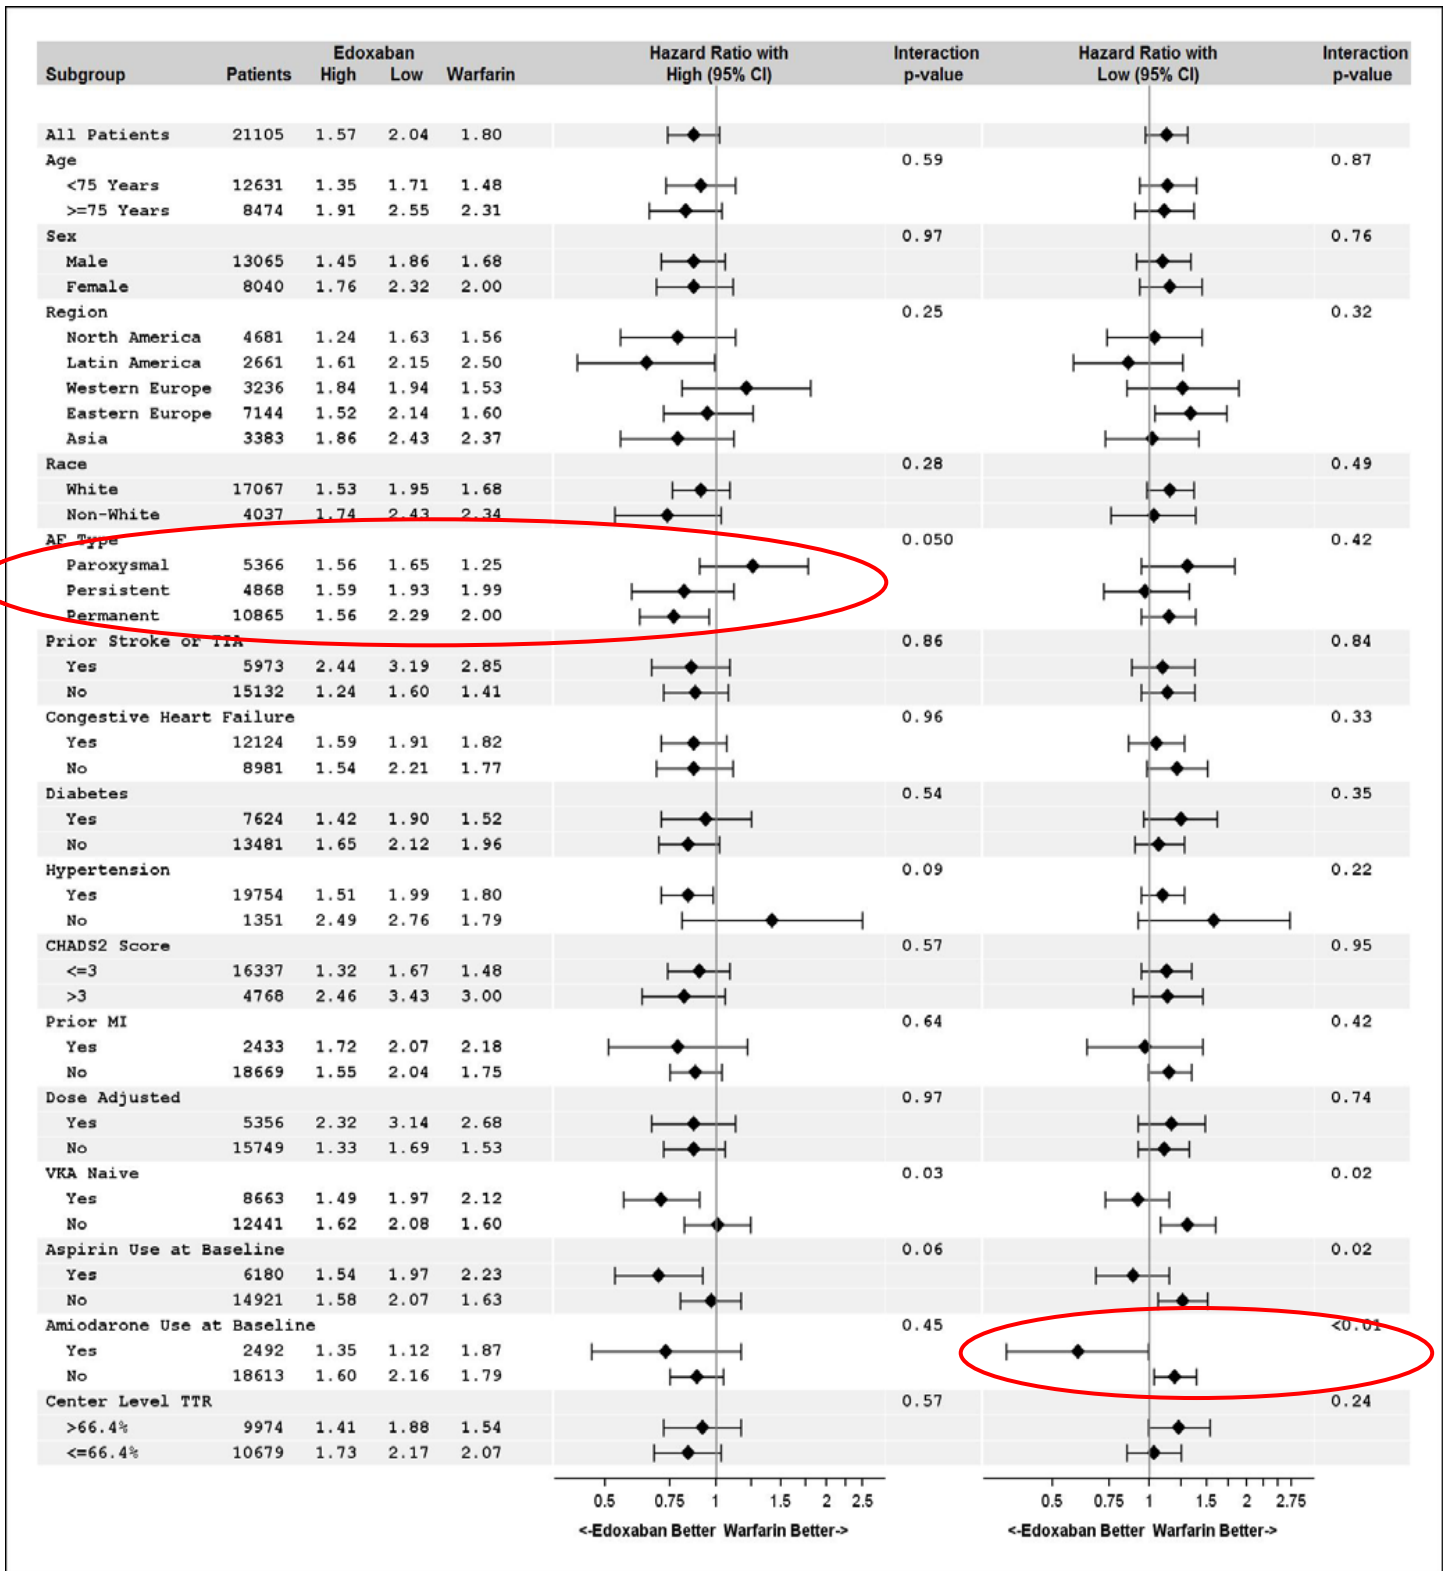 Edoxaban Hazard Ratio with Interaction Hazard Ratio with Interaction
Subgroup Patients High Low Warfarin High (95% CI) p-value Low (95% CI) p-value
All Patients 21105 1.57 2.04 1.80
Age 0.59 0.87
<75 Years 12631 1.35 1.71 1.48
>=75 Years 8474 1.91 2.55 2.31
Sex 0.97 0.76
Male 13065 1.45 1.86 1.68
Female 8040 1.76 2.32 2.00
Region 0.25 0.32
North America 4681 1.24 1.63 1.56
Latin America 2661 1.61 2.15 2.50
Western Europe 3236 1.84 1.94 1.53
Eastern Europe 7144 1.52 2.14 1.60
Asia 3383 1.86 2.43 2.37
Race 0.28 0.49
White 17067 1.53 1.95 1.68
Non-White 4037 1.74 2.43 2.34
AF Type 0.050 0.42
Paroxysmal 5366 1.56 1.65 1.25
Persistent 4868 1.59 1.93 1.99
Permanent 10865 1.56 2.29 2.00
Prior Stroke or TIA 0.86 0.84
Yes 5973 2.44 3.19 2.85
No 15132 1.24 1.60 1.41
Congestive Heart Failure 0.96 0.33
Yes 12124 1.59 1.91 1.82
No 8981 1.54 2.21 1.77
Diabetes 0.54 0.35
Yes 7624 1.42 1.90 1.52
No 13481 1.65 2.12 1.96
Hypertension 0.09 0.22
Yes 19754 1.51 1.99 1.80
No 1351 2.49 2.76 1.79
CHADS2 Score 0.57 0.95
<=3 16337 1.32 1.67 1.48
>3 4768 2.46 3.43 3.00
Prior MI 0.64 0.42
Yes 2433 1.72 2.07 2.18
No 18669 1.55 2.04 1.75
Dose Adjusted 0.97 0.74
Yes 5356 2.32 3.14 2.68
No 15749 1.33 1.69 1.53
VKA Naive 0.03 0.02
Yes 8663 1.49 1.97 2.12
No 12441 1.62 2.08 1.60
Aspirin Use at Baseline 0.06 0.02
Yes 6180 1.54 1.97 2.23
No 14921 1.58 2.07 1.63
Amiodarone Use at Baseline 0.45 <0.01
Yes 2492 1.35 1.12 1.87
No 18613 1.60 2.16 1.79
Center Level TTR 0.57 0.24
>66.4% 9974 1.41 1.88 1.54
<=66.4% 10679 1.73 2.17 2.07
0.5 0.75 1 1.5 2 2.5 0.5 0.75 1 1.5 2 2.75
<-Edoxaban Better Warfarin Better-> <-Edoxaban Better Warfarin Better->